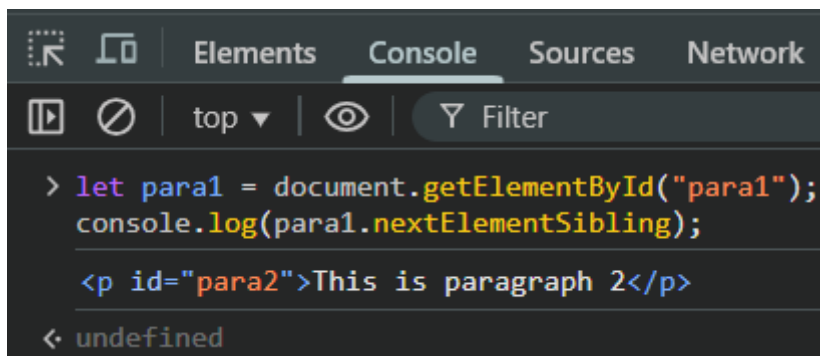 Elements Console Sources Network
top Filter
let para1 = document.getElementById("para1");
console.log(para1.nextElementSibling);
<p id="para2">This is paragraph 2</p>
undefined